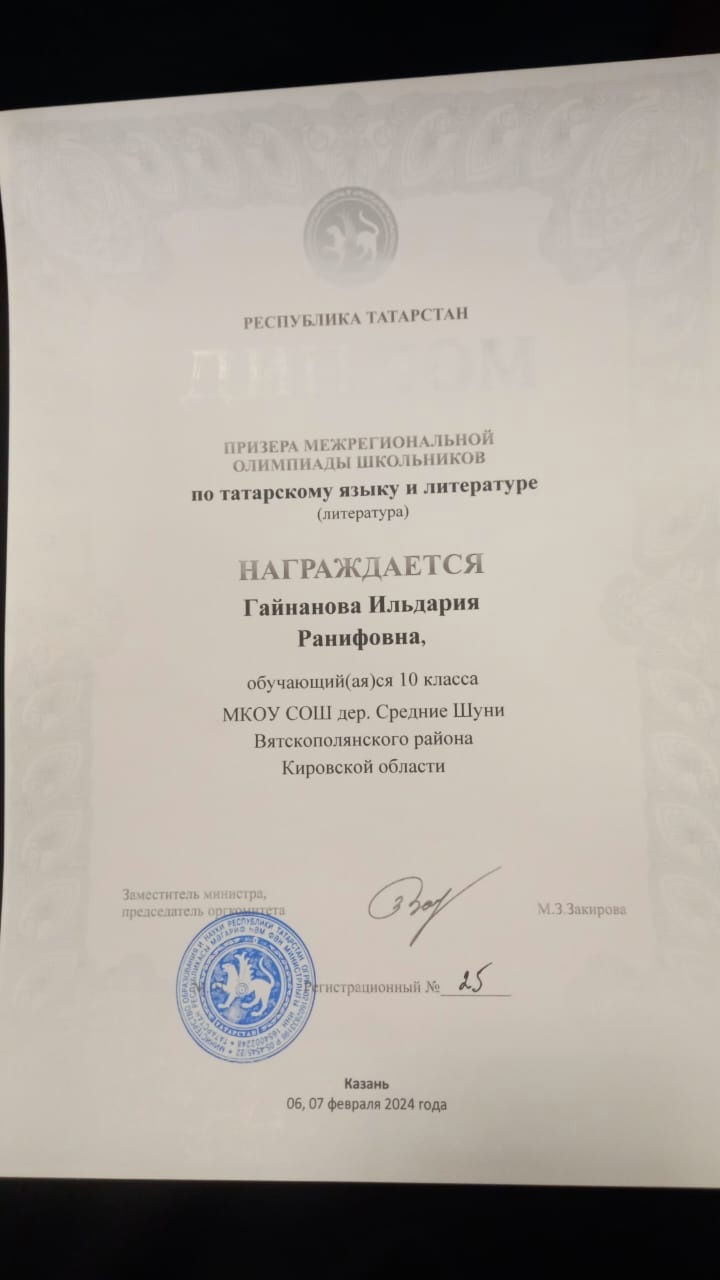 РЕСПУБЛИКА ТАТАРСТАН
ПРИЗЕРА МЕЖРЕГИОНАЛЬНОЙ
ОЛИМПИАДЫ ШКОЛЬНИКОВ
по татарскому языку и литературе
(литература)
НАГРАЖДАЕТСЯ
Гайнанова Ильдария
Ранифовна,
обучающий(ая)ся 10 класса
МКОУ СОШ дер. Средние Шуни
Вятскополянского района
Кировской области
Заместитель министра,
председатель оргкомитета
М.З.Закирова
Регистрационный № 25
Казань
06, 07 февраля 2024 года